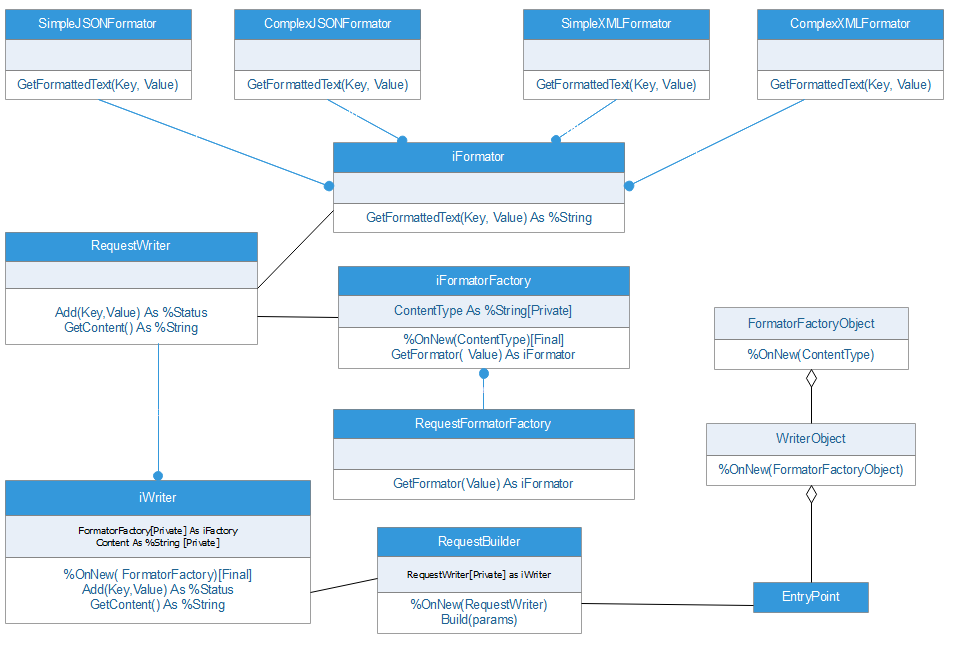 SimpleJSONFormator
GetFormattedText(Key, Value)
ComplexJSONFormator
GetFormattedText(Key, Value)
SimpleXMLFormator
GetFormattedText(Key, Value)
ComplexXMLFormator
GetFormattedText(Key, Value)
iFormator
GetFormattedText(Key, Value) As %String
RequestWriter
Add(Key,Value) As %Status
GetContent() As %String
iFormatorFactory
ContentType As %String[Private]
%OnNew(ContentType)[Final]
GetFormator( Value) As iFormator
FormatorFactoryObject
%OnNew(ContentType)
RequestFormatorFactory
GetFormator(Value) As iFormator
WriterObject
%OnNew(FormatorFactoryObject)
iWriter
FormatorFactory[Private] As iFactory
Content As %String [Private]
%OnNew( FormatorFactory)[Final]
Add(Key,Value) As %Status
GetContent() As %String
RequestBuilder
RequestWriter[Private] as iWriter
%OnNew(RequestWriter)
Build(params)
EntryPoint